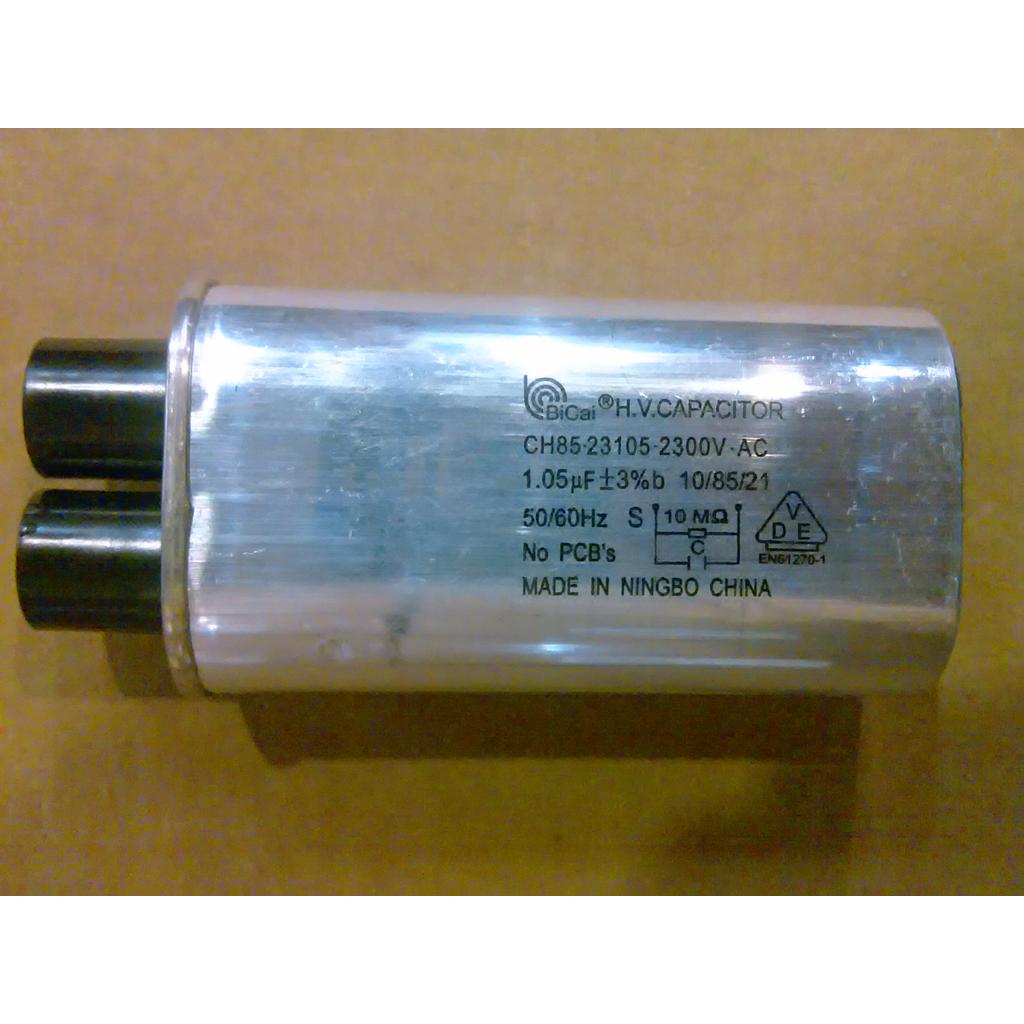 BiCai® H.V.CAPACITOR
CH85-23105-2300V·AC
1.05µF±3%b 10/85/21
50/60Hz S 10 MΩ
C
V
D E
No PCB's
EN61270-1
MADE IN NINGBO CHINA